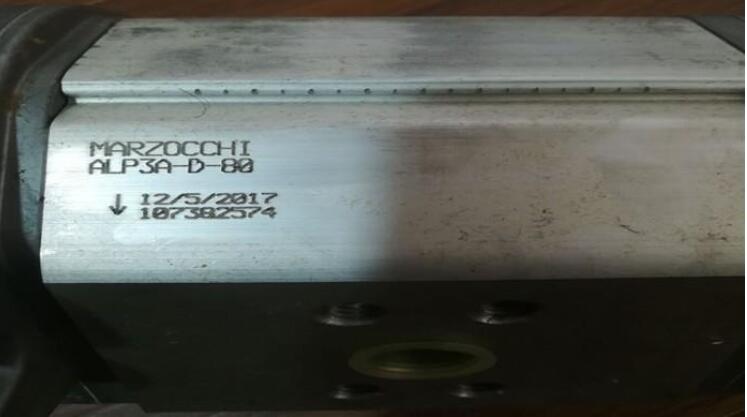 MARZOCCHI
ALP3A-D-80
↓ 12/5/2017
107382574